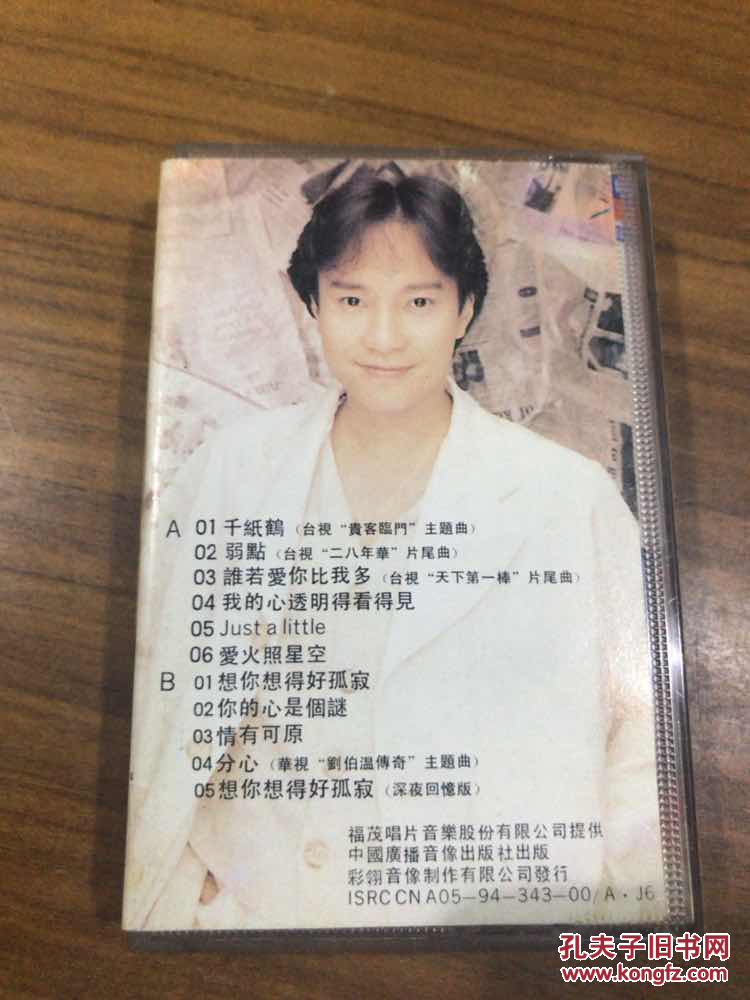 A 01 千紙鶴 (台視“貴客臨門”主題曲)
02 弱點 (台視“二八年華”片尾曲)
03 誰若愛你比我多 (台視“天下第一棒”片尾曲)
04 我的心透明得看得見
05 Just a little
06 愛火照星空
B 01 想你想得好孤寂
02 你的心是個謎
03 情有可原
04 分心 (華視“劉伯溫傳奇”主題曲)
05 想你想得好孤寂 (深夜回憶版)
福茂唱片音樂股份有限公司提供
中國廣播音像出版社出版
彩翎音像制作有限公司發行
ISRC CN A05-94-343-00/A·J6
孔夫子旧书网
www.kongfz.com